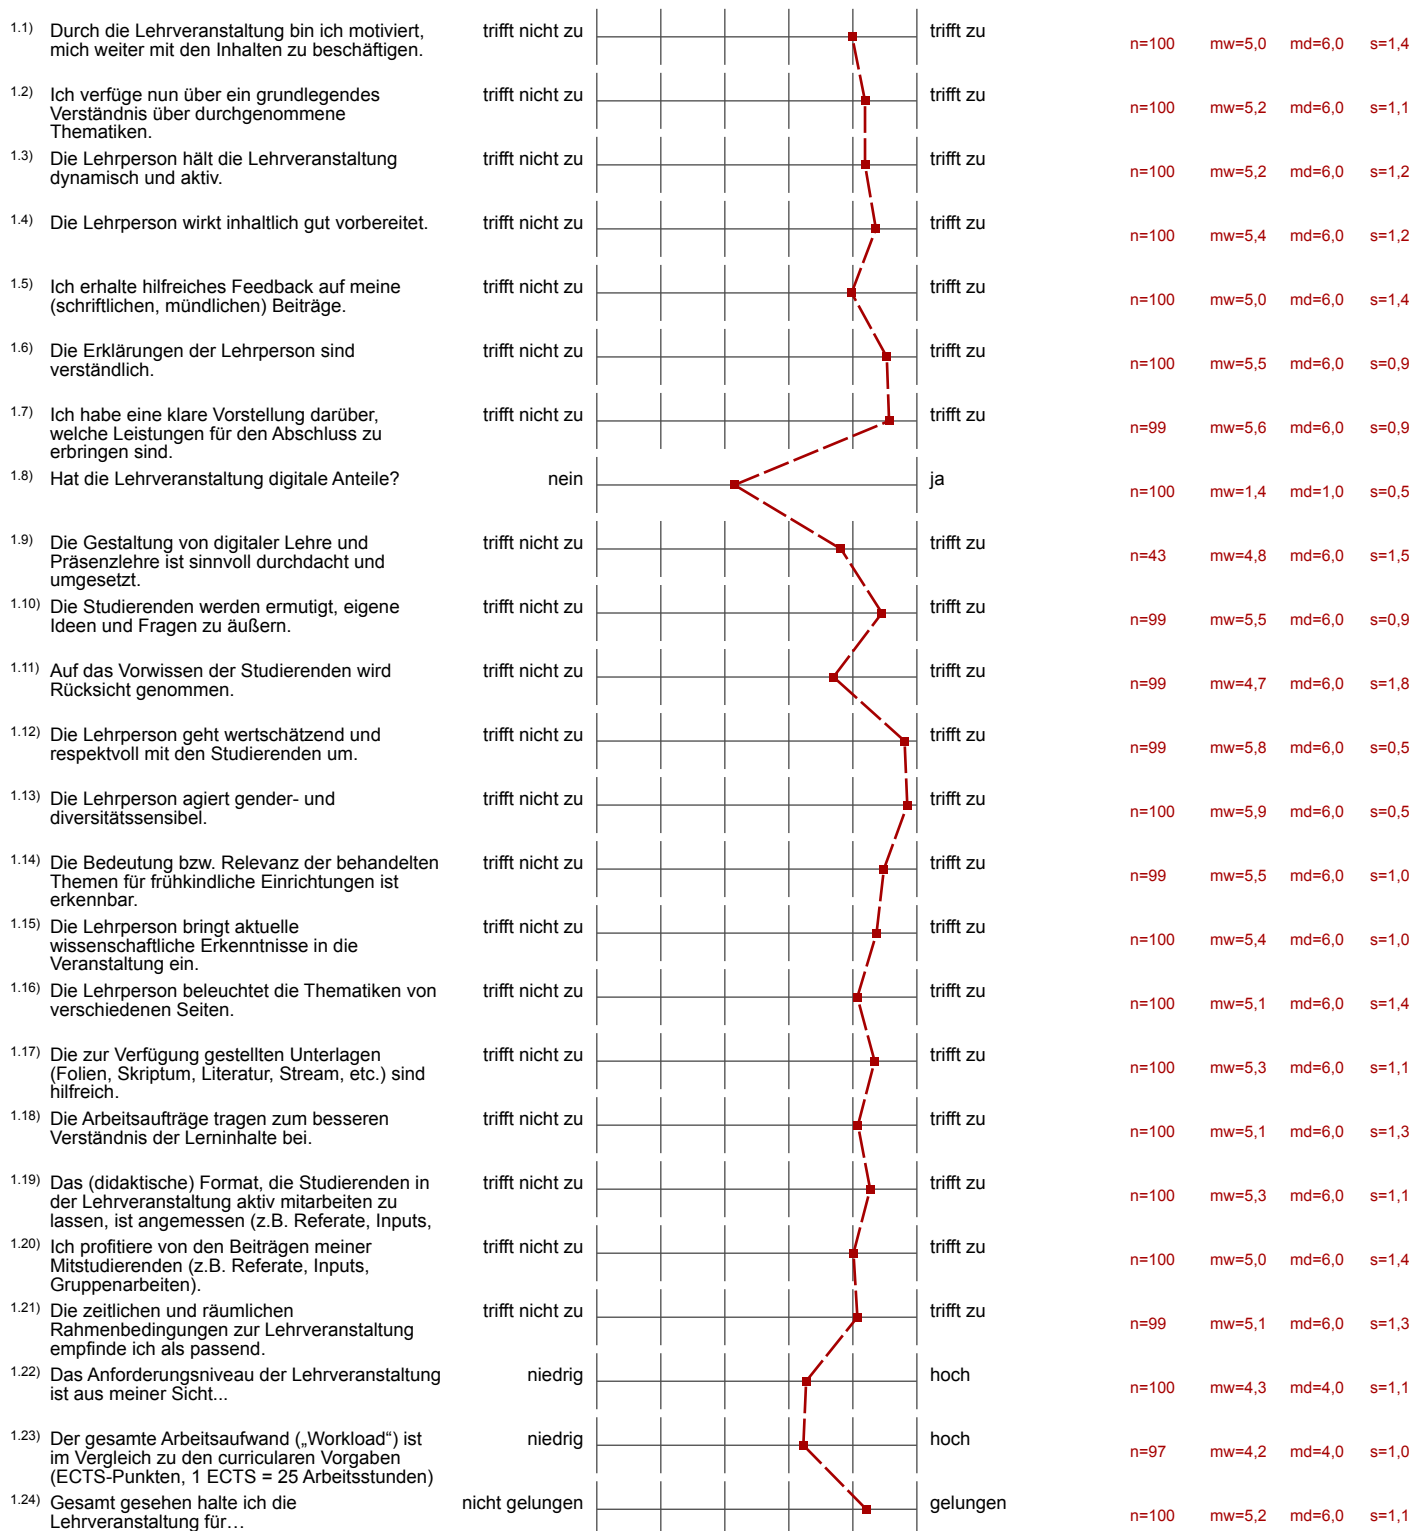 1.1) Durch die Lehrveranstaltung bin ich motiviert, trifft nicht zu trifft zu
mich weiter mit den Inhalten zu beschäftigen. n=100 mw=5,0 md=6,0 s=1,4
1.2) Ich verfüge nun über ein grundlegendes trifft nicht zu trifft zu
Verständnis über durchgenommene n=100 mw=5,2 md=6,0 s=1,1
Thematiken.
1.3) Die Lehrperson hält die Lehrveranstaltung trifft nicht zu trifft zu
dynamisch und aktiv. n=100 mw=5,2 md=6,0 s=1,2
1.4) Die Lehrperson wirkt inhaltlich gut vorbereitet. trifft nicht zu trifft zu
n=100 mw=5,4 md=6,0 s=1,2
1.5) Ich erhalte hilfreiches Feedback auf meine trifft nicht zu trifft zu
(schriftlichen, mündlichen) Beiträge. n=100 mw=5,0 md=6,0 s=1,4
1.6) Die Erklärungen der Lehrperson sind trifft nicht zu trifft zu
verständlich. n=100 mw=5,5 md=6,0 s=0,9
1.7) Ich habe eine klare Vorstellung darüber, trifft nicht zu trifft zu
welche Leistungen für den Abschluss zu n=99 mw=5,6 md=6,0 s=0,9
erbringen sind.
1.8) Hat die Lehrveranstaltung digitale Anteile? nein ja
n=100 mw=1,4 md=1,0 s=0,5
1.9) Die Gestaltung von digitaler Lehre und trifft nicht zu trifft zu
Präsenzlehre ist sinnvoll durchdacht und n=43 mw=4,8 md=6,0 s=1,5
umgesetzt.
1.10) Die Studierenden werden ermutigt, eigene trifft nicht zu trifft zu
Ideen und Fragen zu äußern. n=99 mw=5,5 md=6,0 s=0,9
1.11) Auf das Vorwissen der Studierenden wird trifft nicht zu trifft zu
Rücksicht genommen. n=99 mw=4,7 md=6,0 s=1,8
1.12) Die Lehrperson geht wertschätzend und trifft nicht zu trifft zu
respektvoll mit den Studierenden um. n=99 mw=5,8 md=6,0 s=0,5
1.13) Die Lehrperson agiert gender- und trifft nicht zu trifft zu
diversitätssensibel. n=100 mw=5,9 md=6,0 s=0,5
1.14) Die Bedeutung bzw. Relevanz der behandelten trifft nicht zu trifft zu
Themen für frühkindliche Einrichtungen ist n=99 mw=5,5 md=6,0 s=1,0
erkennbar.
1.15) Die Lehrperson bringt aktuelle trifft nicht zu trifft zu
wissenschaftliche Erkenntnisse in die n=100 mw=5,4 md=6,0 s=1,0
Veranstaltung ein.
1.16) Die Lehrperson beleuchtet die Thematiken von trifft nicht zu trifft zu
verschiedenen Seiten. n=100 mw=5,1 md=6,0 s=1,4
1.17) Die zur Verfügung gestellten Unterlagen trifft nicht zu trifft zu
(Folien, Skriptum, Literatur, Stream, etc.) sind n=100 mw=5,3 md=6,0 s=1,1
hilfreich.
1.18) Die Arbeitsaufträge tragen zum besseren trifft nicht zu trifft zu
Verständnis der Lerninhalte bei. n=100 mw=5,1 md=6,0 s=1,3
1.19) Das (didaktische) Format, die Studierenden in trifft nicht zu trifft zu
der Lehrveranstaltung aktiv mitarbeiten zu n=100 mw=5,3 md=6,0 s=1,1
lassen, ist angemessen (z.B. Referate, Inputs,
1.20) Ich profitiere von den Beiträgen meiner trifft nicht zu trifft zu
Mitstudierenden (z.B. Referate, Inputs, n=100 mw=5,0 md=6,0 s=1,4
Gruppenarbeiten).
1.21) Die zeitlichen und räumlichen trifft nicht zu trifft zu
Rahmenbedingungen zur Lehrveranstaltung n=99 mw=5,1 md=6,0 s=1,3
empfinde ich als passend.
1.22) Das Anforderungsniveau der Lehrveranstaltung niedrig hoch
ist aus meiner Sicht... n=100 mw=4,3 md=4,0 s=1,1
1.23) Der gesamte Arbeitsaufwand („Workload“) ist niedrig hoch
im Vergleich zu den curricularen Vorgaben n=97 mw=4,2 md=4,0 s=1,0
(ECTS-Punkten, 1 ECTS = 25 Arbeitsstunden)
1.24) Gesamt gesehen halte ich die nicht gelungen gelungen
Lehrveranstaltung für… n=100 mw=5,2 md=6,0 s=1,1